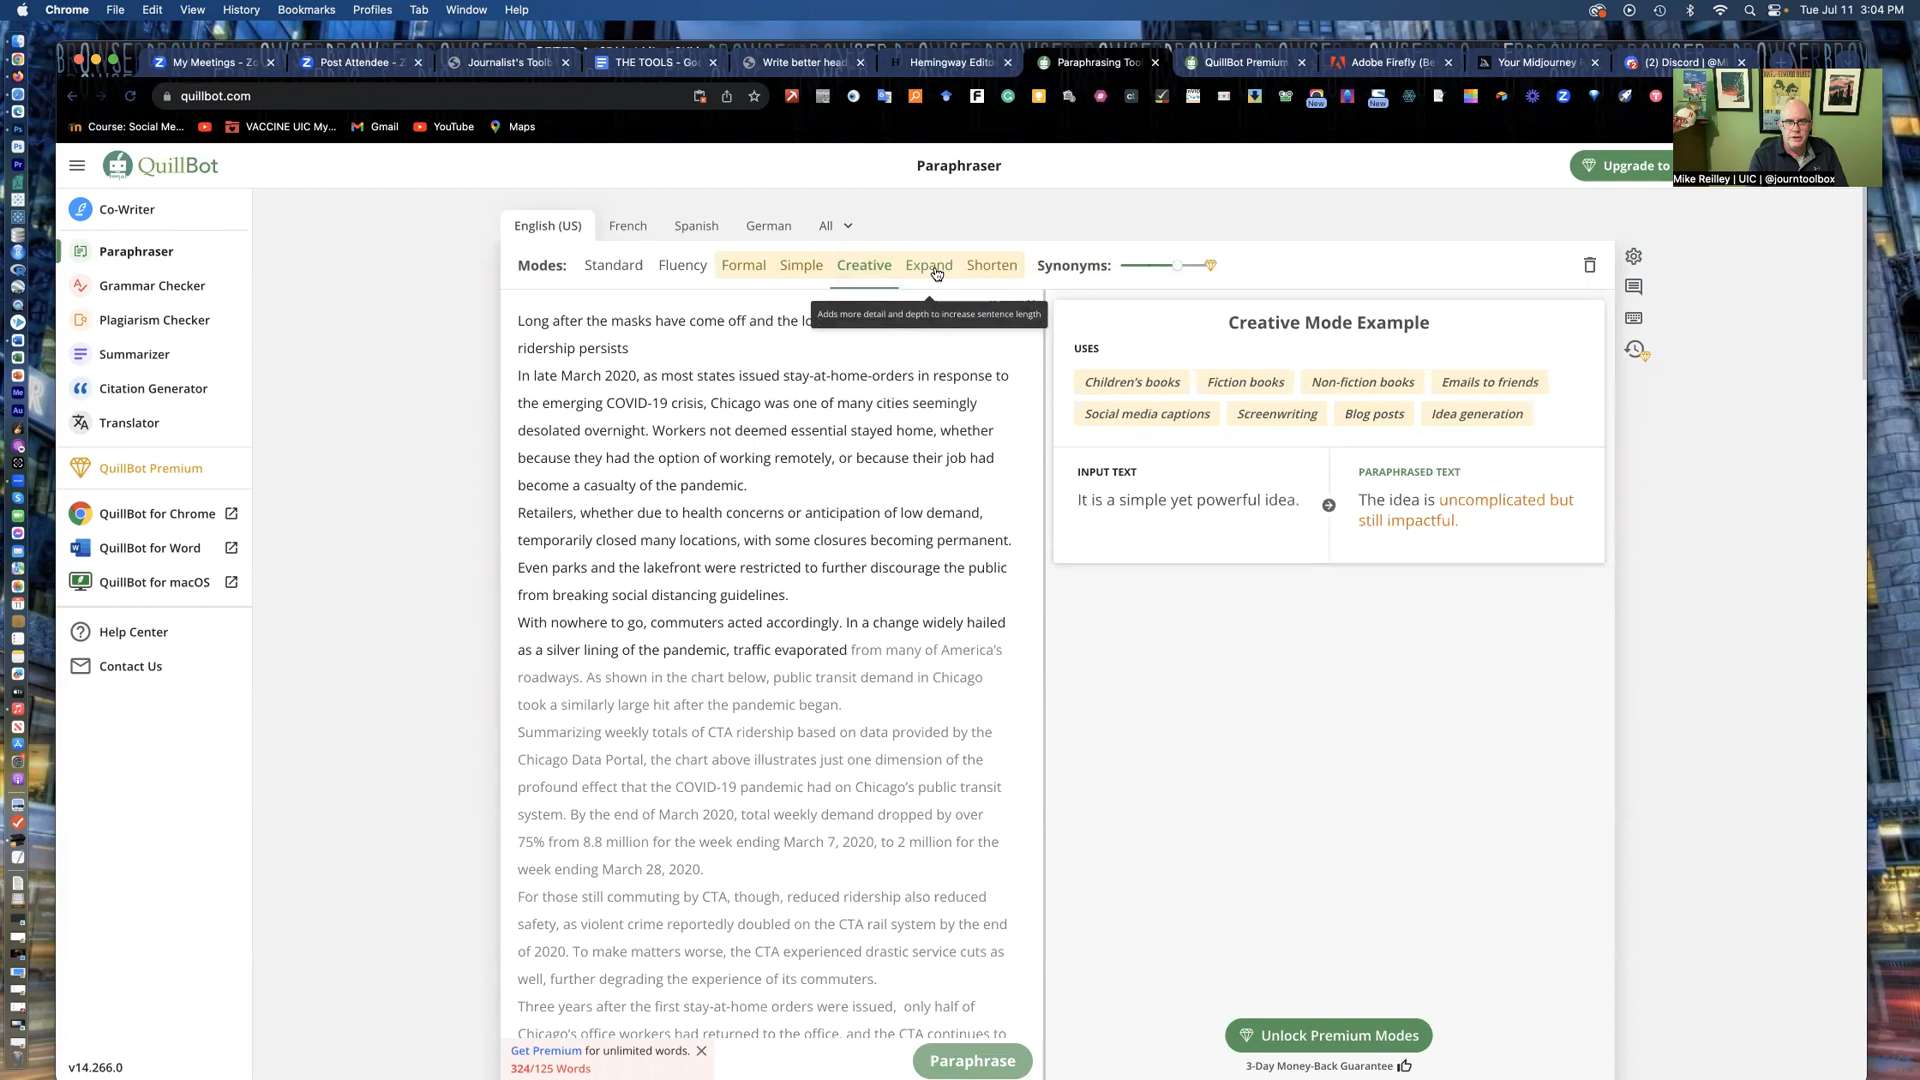 Chrome File Edit View History Bookmarks Profiles Tab Window Help
Tue Jul 11 3:04 PM
My Meetings - Zo
Post Attendee - Z
Journalist's Toolb
THE TOOLS - Goo
Write better head
Hemingway Edito
Paraphrasing Too
QuillBot Premium
Adobe Firefly (Be
Your Midjourney P
(2) Discord | @Mi
quillbot.com
New
New
Course: Social Me...
VACCINE UIC My...
Gmail
YouTube
Maps
Mike Reilley | UIC | @journtoolbox
QuillBot
Paraphraser
Upgrade to
Co-Writer
Paraphraser
Grammar Checker
Plagiarism Checker
Summarizer
Citation Generator
Translator
QuillBot Premium
QuillBot for Chrome
QuillBot for Word
QuillBot for macOS
Help Center
Contact Us
v14.266.0
English (US) French Spanish German All
Modes: Standard Fluency Formal Simple Creative Expand Shorten Synonyms:
Adds more detail and depth to increase sentence length
Long after the masks have come off and the lo
ridership persists
In late March 2020, as most states issued stay-at-home-orders in response to
the emerging COVID-19 crisis, Chicago was one of many cities seemingly
desolated overnight. Workers not deemed essential stayed home, whether
because they had the option of working remotely, or because their job had
become a casualty of the pandemic.
Retailers, whether due to health concerns or anticipation of low demand,
temporarily closed many locations, with some closures becoming permanent.
Even parks and the lakefront were restricted to further discourage the public
from breaking social distancing guidelines.
With nowhere to go, commuters acted accordingly. In a change widely hailed
as a silver lining of the pandemic, traffic evaporated from many of America's
roadways. As shown in the chart below, public transit demand in Chicago
took a similarly large hit after the pandemic began.
Summarizing weekly totals of CTA ridership based on data provided by the
Chicago Data Portal, the chart above illustrates just one dimension of the
profound effect that the COVID-19 pandemic had on Chicago's public transit
system. By the end of March 2020, total weekly demand dropped by over
75% from 8.8 million for the week ending March 7, 2020, to 2 million for the
week ending March 28, 2020.
For those still commuting by CTA, though, reduced ridership also reduced
safety, as violent crime reportedly doubled on the CTA rail system by the end
of 2020. To make matters worse, the CTA experienced drastic service cuts as
well, further degrading the experience of its commuters.
Three years after the first stay-at-home orders were issued, only half of
Chicago's office workers had returned to the office, and the CTA continues to
Get Premium for unlimited words.
324/125 Words
Paraphrase
Creative Mode Example
USES
Children's books Fiction books Non-fiction books Emails to friends
Social media captions Screenwriting Blog posts Idea generation
INPUT TEXT
It is a simple yet powerful idea.
PARAPHRASED TEXT
The idea is uncomplicated but
still impactful.
Unlock Premium Modes
3-Day Money-Back Guarantee